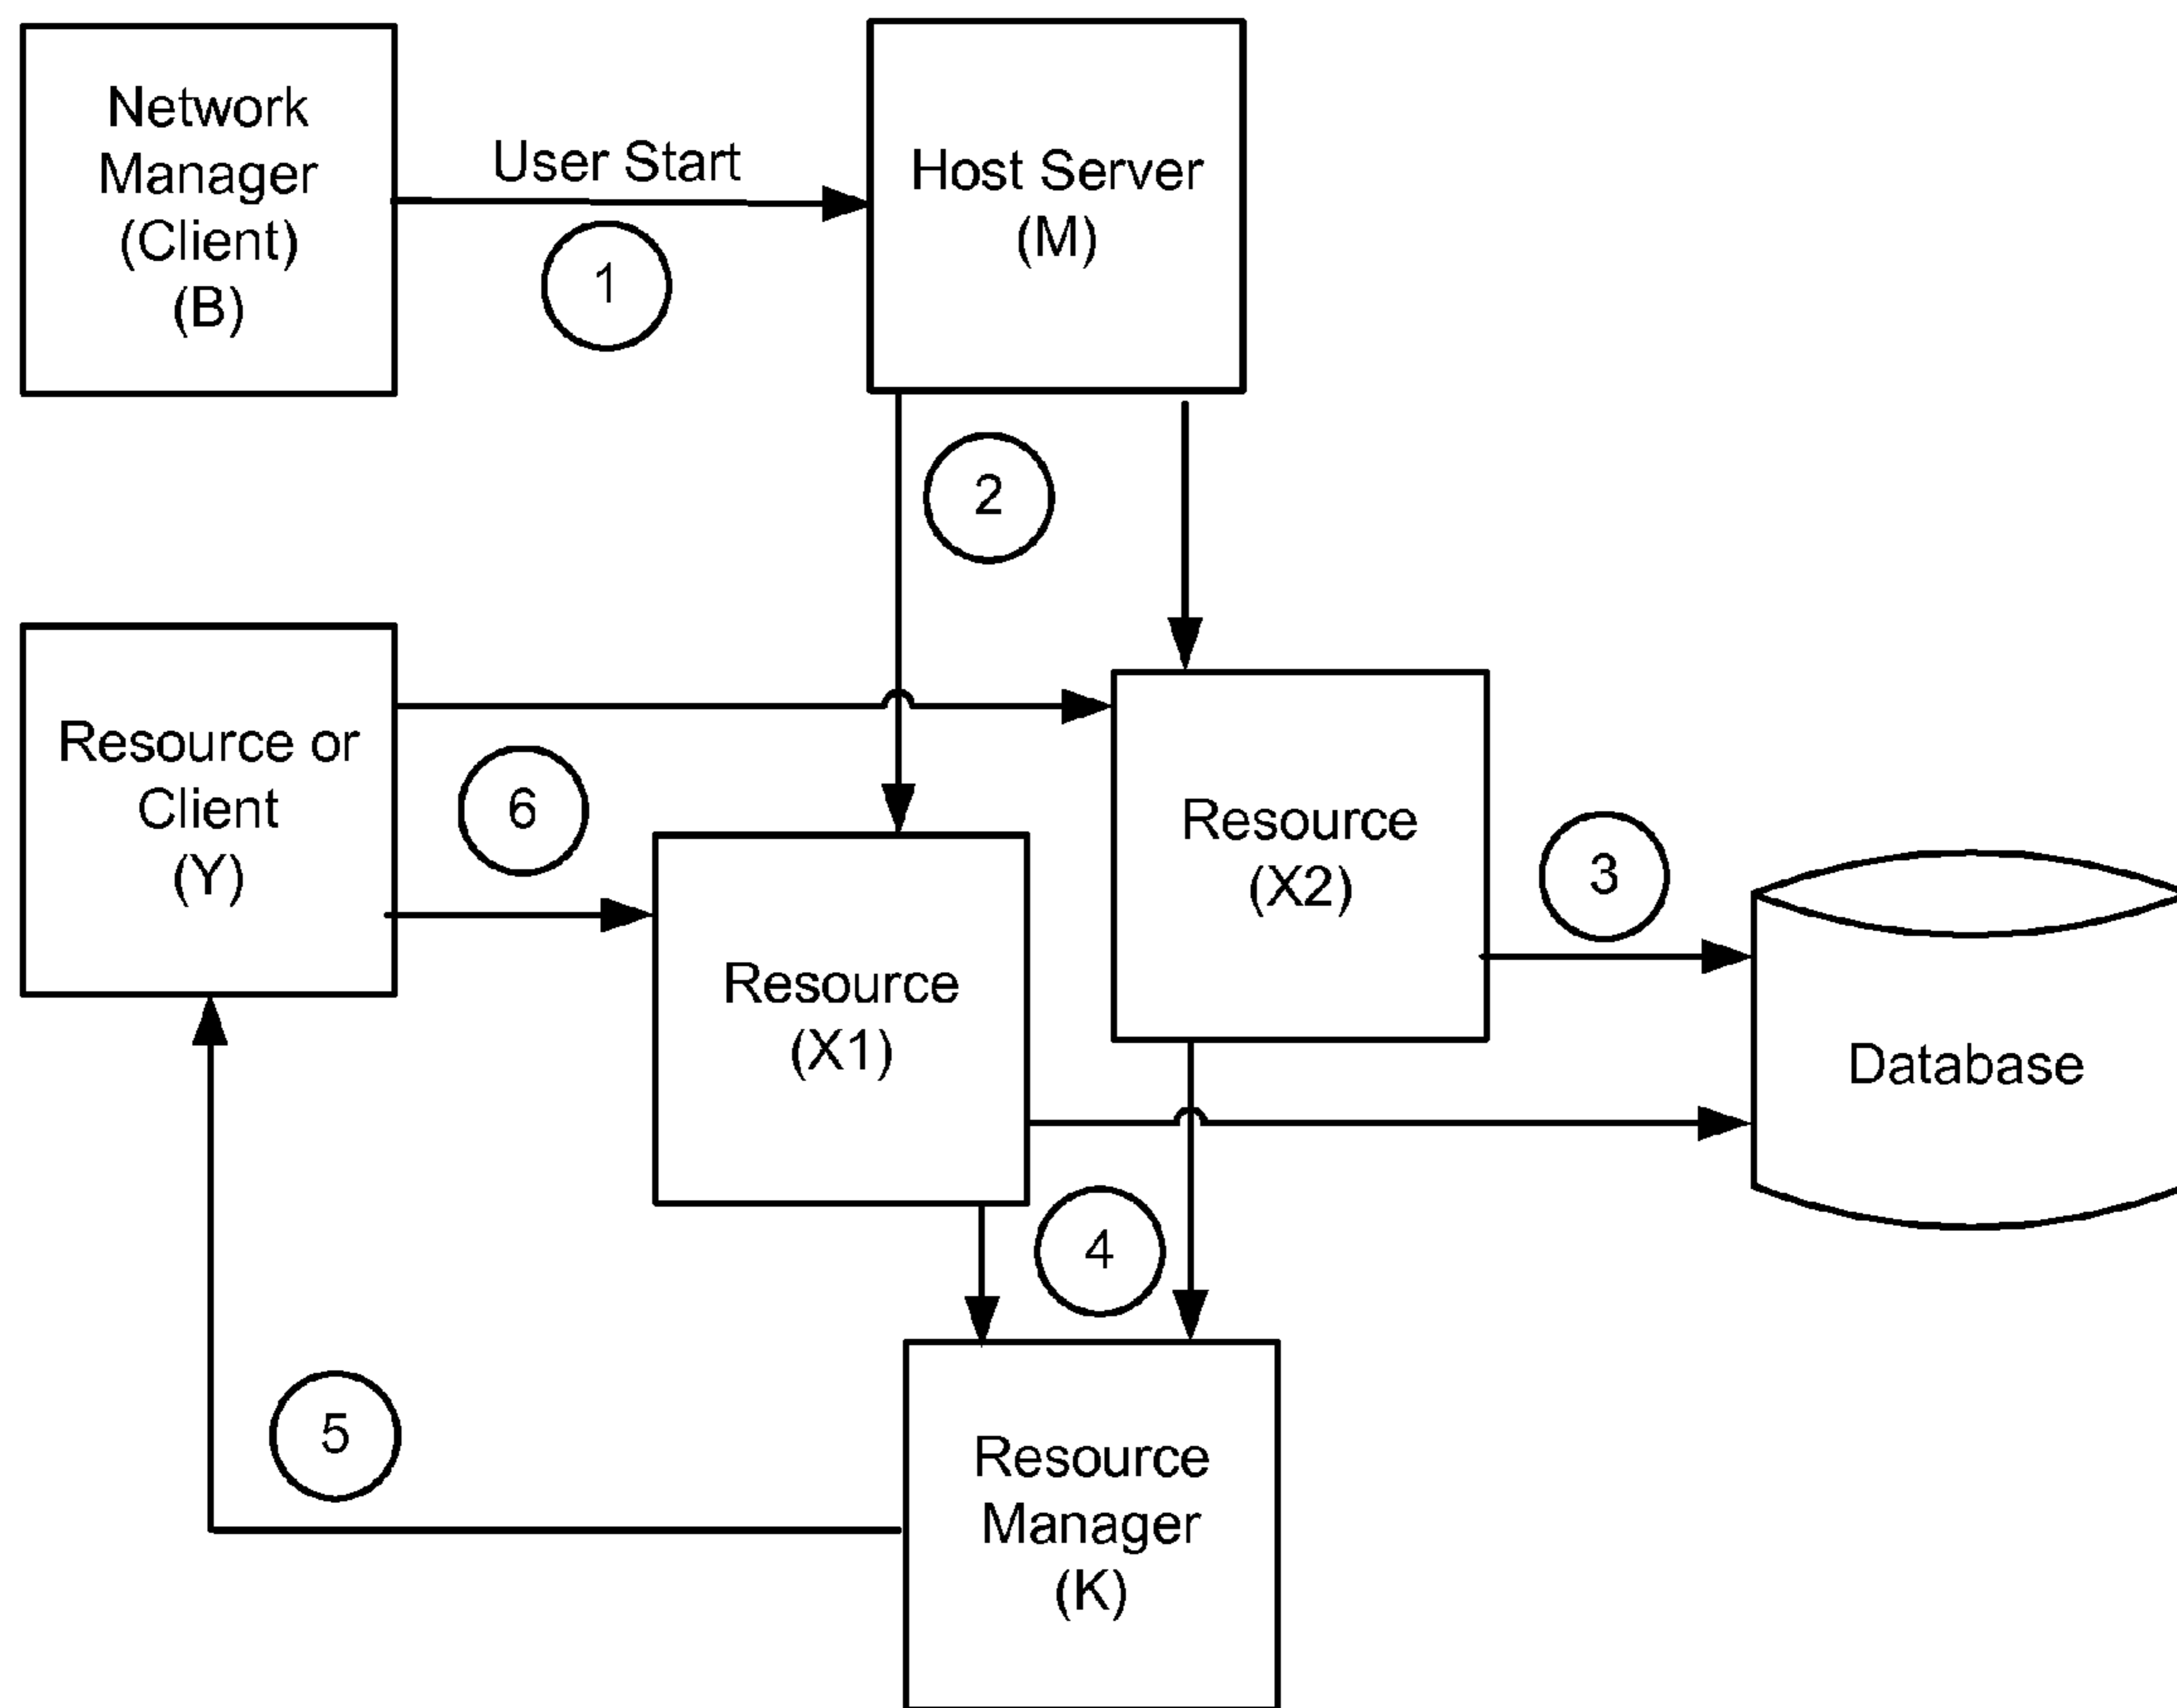 Network
Manager
(Client)
(B)
User Start
1
Host Server
(M)
2
Resource or
Client
(Y)
6
Resource
(X1)
Resource
(X2)
3
Database
4
5
Resource
Manager
(K)